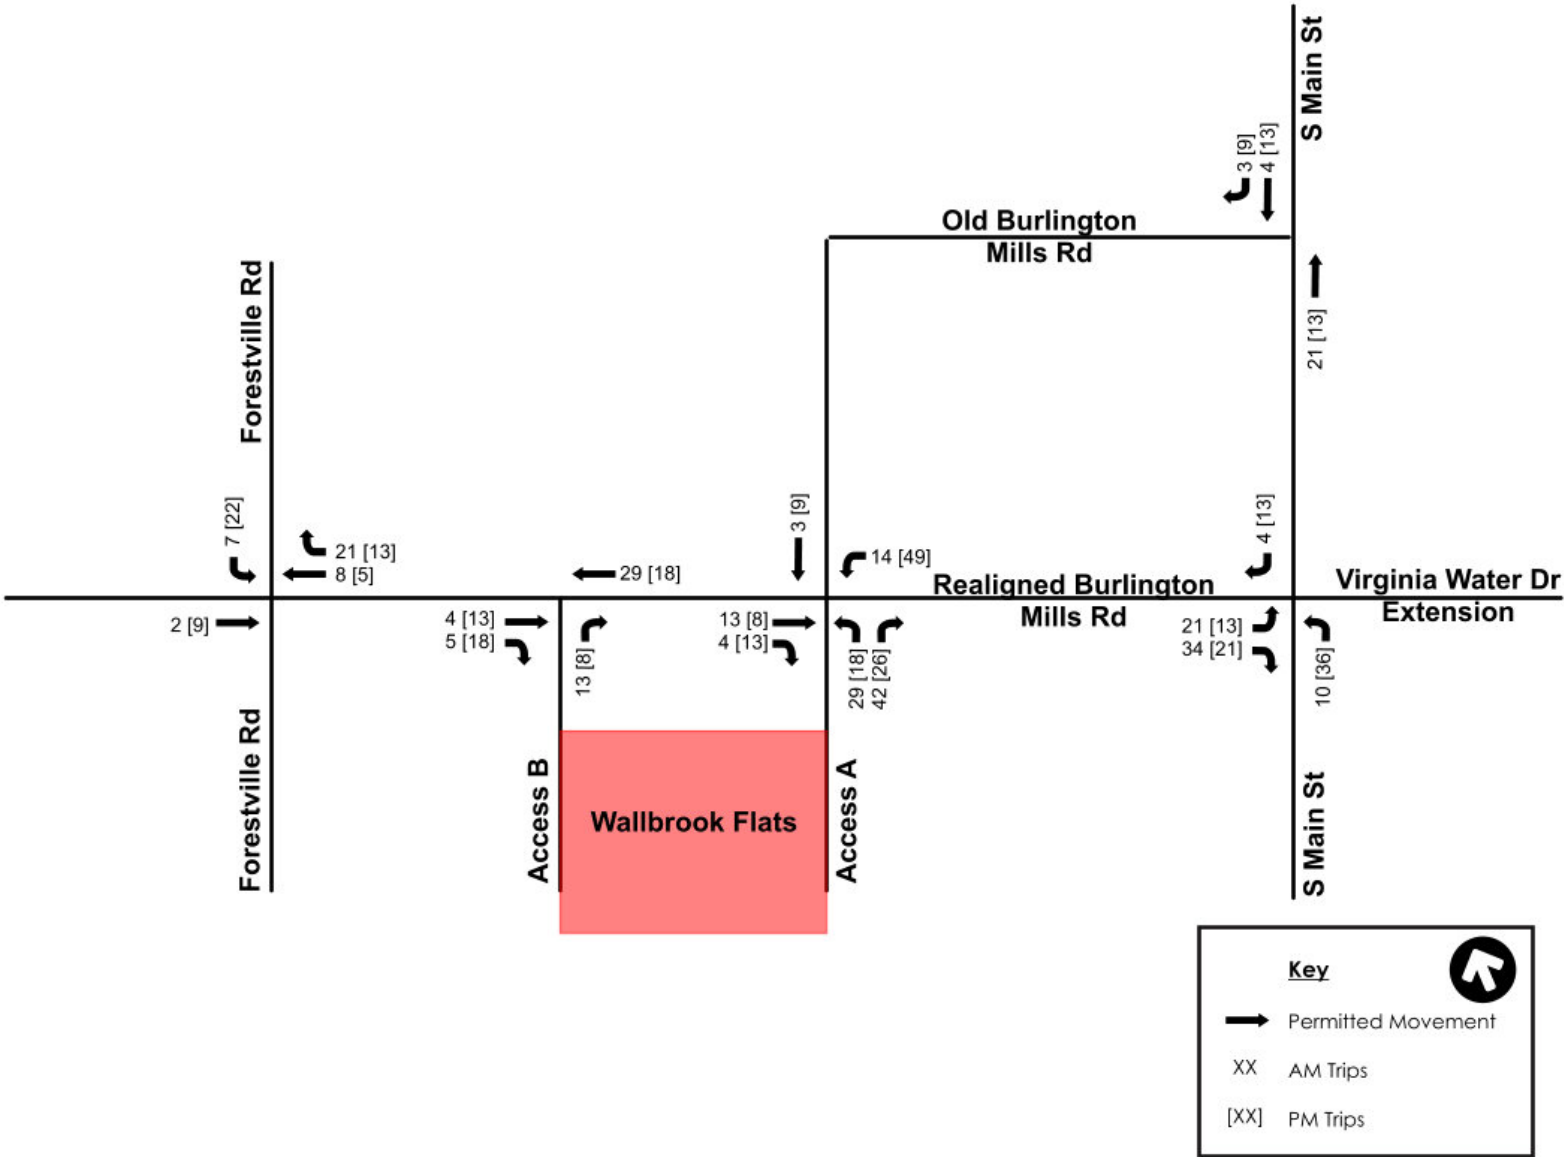 S Main St
3 [9]
4 [13]
Old Burlington
Mills Rd
Forestville Rd
21 [13]
7 [22]
3 [9]
4 [13]
21 [13]
8 [5]
29 [18]
14 [49]
Realigned Burlington
Mills Rd
Virginia Water Dr
Extension
2 [9]
4 [13]
5 [18]
13 [8]
13 [8]
4 [13]
29 [18]
42 [26]
21 [13]
34 [21]
10 [36]
Forestville Rd
Access B
Wallbrook Flats
Access A
S Main St
Key
Permitted Movement
XX AM Trips
[XX] PM Trips